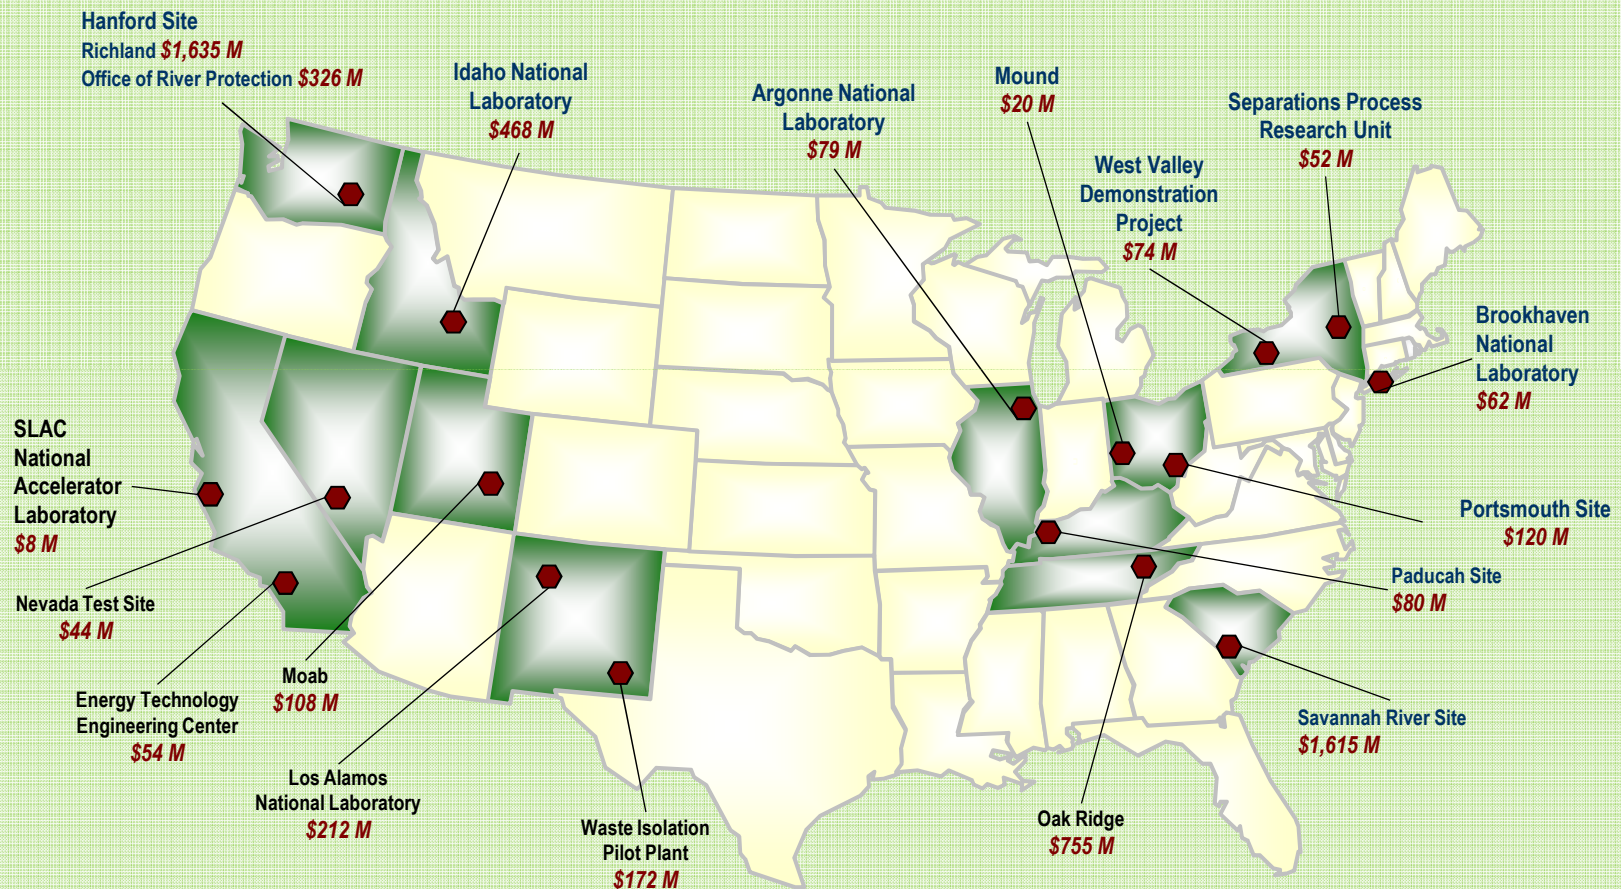 Hanford Site
Richland $1,635 M
Office of River Protection $326 M
Idaho National
Laboratory
$468 M
Argonne National
Laboratory
$79 M
Mound
$20 M
Separations Process
Research Unit
$52 M
West Valley
Demonstration
Project
$74 M
Brookhaven
National
Laboratory
$62 M
SLAC
National
Accelerator
Laboratory
$8 M
Portsmouth Site
$120 M
Paducah Site
$80 M
Nevada Test Site
$44 M
Moab
$108 M
Energy Technology
Engineering Center
$54 M
Savannah River Site
$1,615 M
Los Alamos
National Laboratory
$212 M
Waste Isolation
Pilot Plant
$172 M
Oak Ridge
$755 M